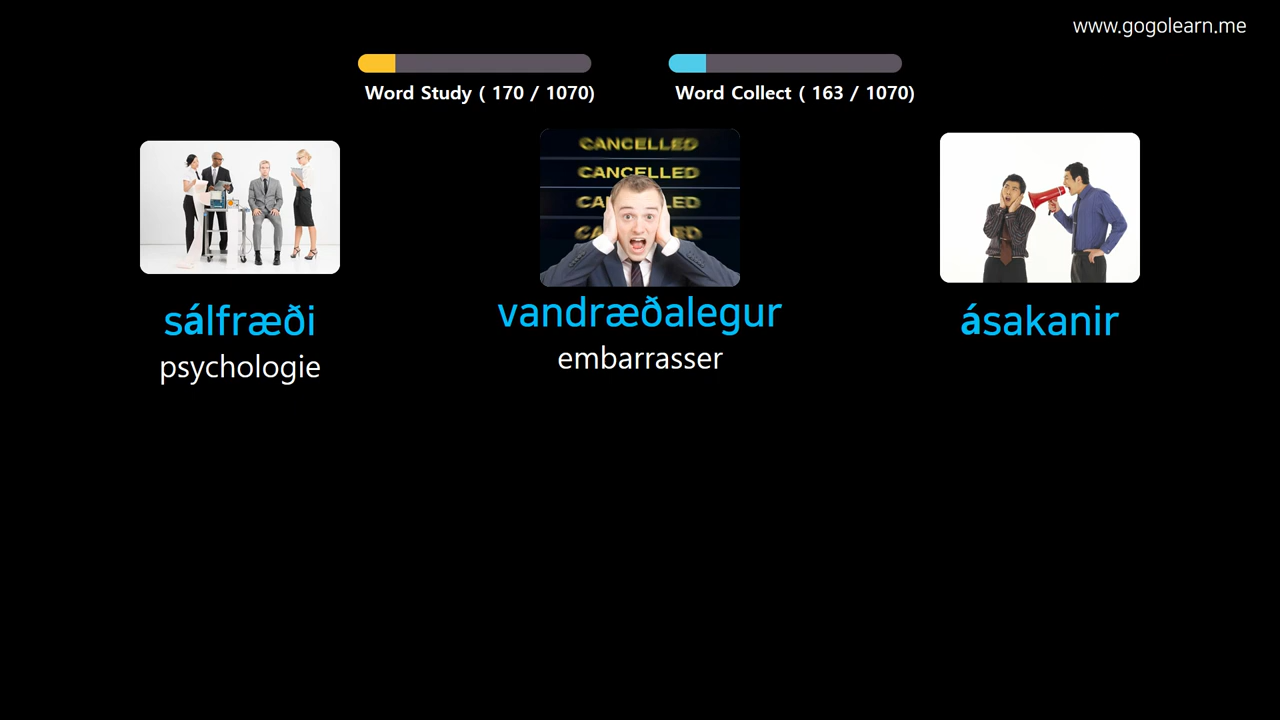 www.gogolearn.me
Word Study ( 170 / 1070)
Word Collect ( 163 / 1070)
CANCELLED
CANCELLED
sálfræði
psychologie
vandræðalegur
embarrasser
ásakanir